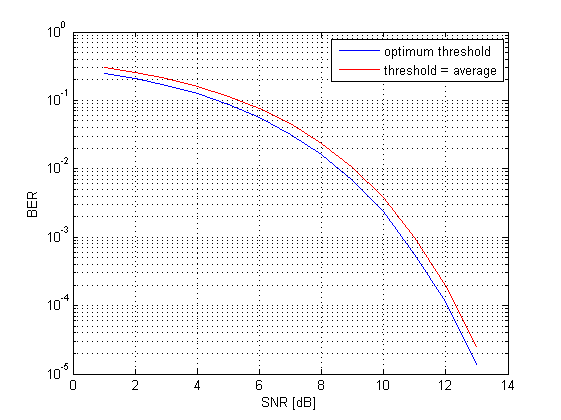 10^0
10^-1
10^-2
10^-3
10^-4
10^-5
BER
optimum threshold
threshold = average
0 2 4 6 8 10 12 14
SNR [dB]